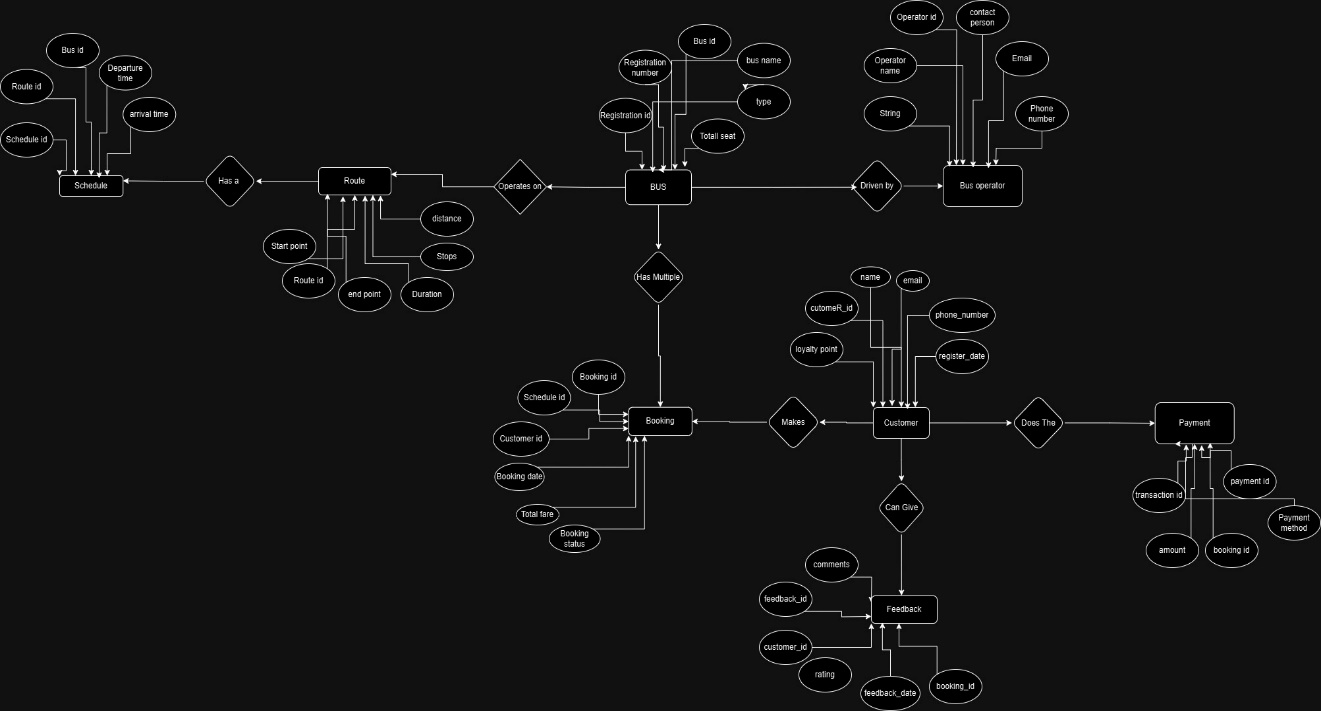 Operator id
contact
person
Bus id
Bus id
Departure
time
Registration
number
bus name
Operator
name
Email
Route id
type
arrival time
Registration id
String
Phone
number
Schedule id
Totall seat
Schedule
Has a
Route
Operates on
BUS
Driven by
Bus operator
distance
Start point
Stops
Route id
end point
Duration
Has Multiple
name
email
cutomeR_id
phone_number
loyalty point
register_date
Booking id
Schedule id
Customer id
Booking
Makes
Customer
Does The
Payment
Booking date
Total fare
Booking
status
transaction id
payment id
Payment
method
amount
booking id
Can Give
comments
feedback_id
Feedback
customer_id
rating
feedback_date
booking_id